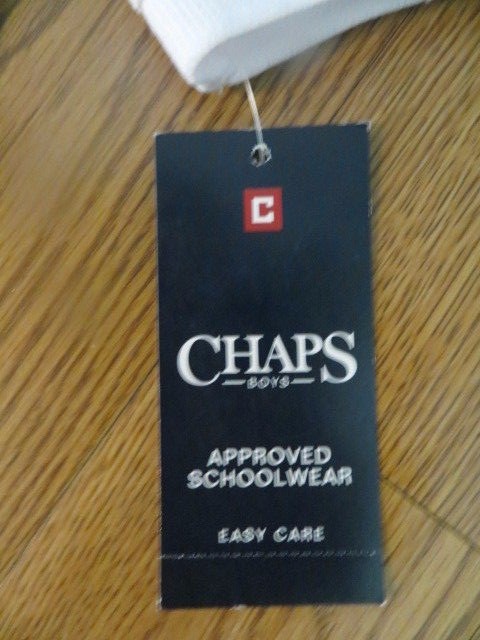 C
CHAPS
BOYS
APPROVED
SCHOOLWEAR
EASY CARE